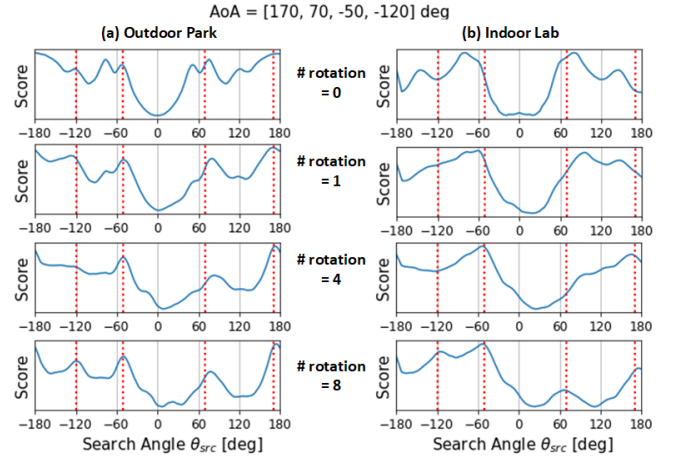 AoA = [170, 70, -50, -120] deg
(a) Outdoor Park
(b) Indoor Lab
Score
−180 −120 −60 0 60 120 180
# rotation
= 0
Score
−180 −120 −60 0 60 120 180
Score
−180 −120 −60 0 60 120 180
# rotation
= 1
Score
−180 −120 −60 0 60 120 180
Score
−180 −120 −60 0 60 120 180
# rotation
= 4
Score
−180 −120 −60 0 60 120 180
Score
−180 −120 −60 0 60 120 180
# rotation
= 8
Score
−180 −120 −60 0 60 120 180
Search Angle θsrc [deg]
Search Angle θsrc [deg]